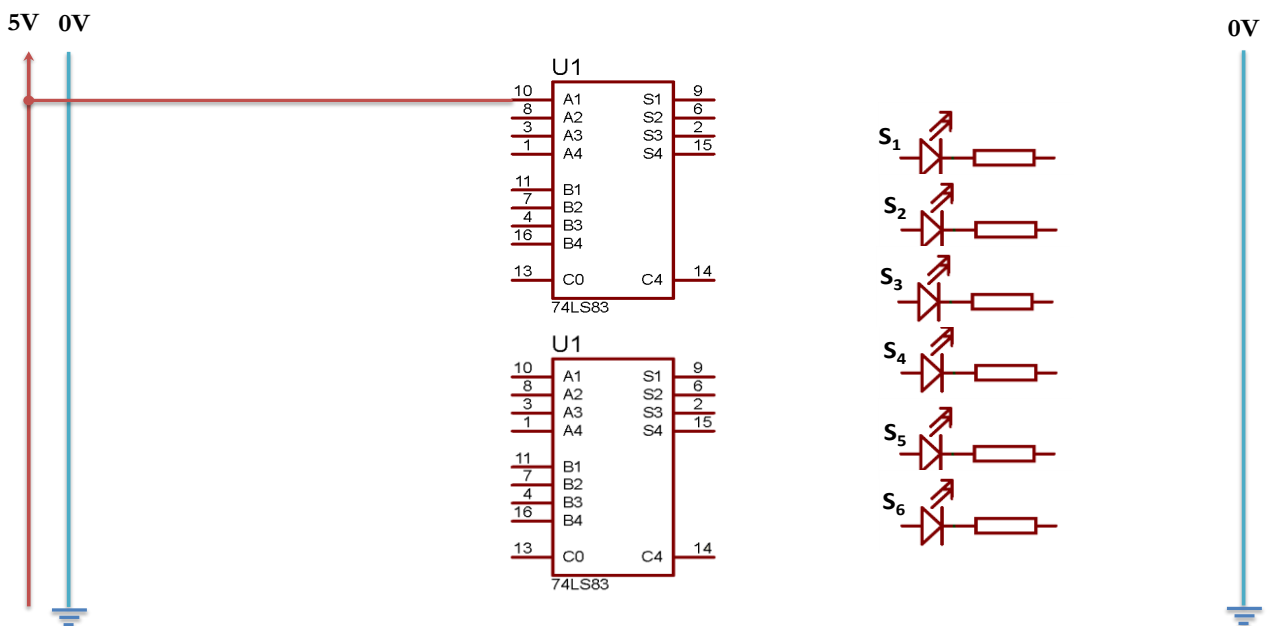 5V 0V
0V
U1
10 A1 S1 9
8 A2 S2 6
3 A3 S3 2
1 A4 S4 15
11 B1
7 B2
4 B3
16 B4
13 C0 C4 14
74LS83
U1
10 A1 S1 9
8 A2 S2 6
3 A3 S3 2
1 A4 S4 15
11 B1
7 B2
4 B3
16 B4
13 C0 C4 14
74LS83
S1
S2
S3
S4
S5
S6